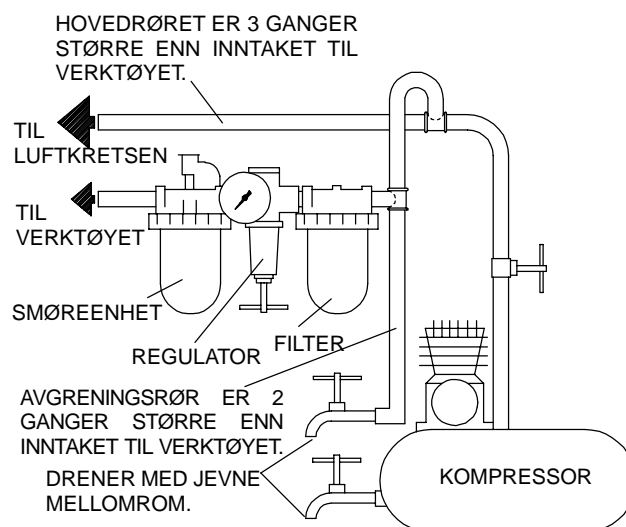 HOVEDRØRET ER 3 GANGER
STØRRE ENN INNTAKET TIL
VERKTØYET.
TIL
LUFTKRETSEN
TIL
VERKTØYET
SMØREENHET
REGULATOR
FILTER
AVGRENINGSRØR ER 2
GANGER STØRRE ENN
INNTAKET TIL VERKTØYET.
DRENER MED JEVNE
MELLOMROM.
KOMPRESSOR